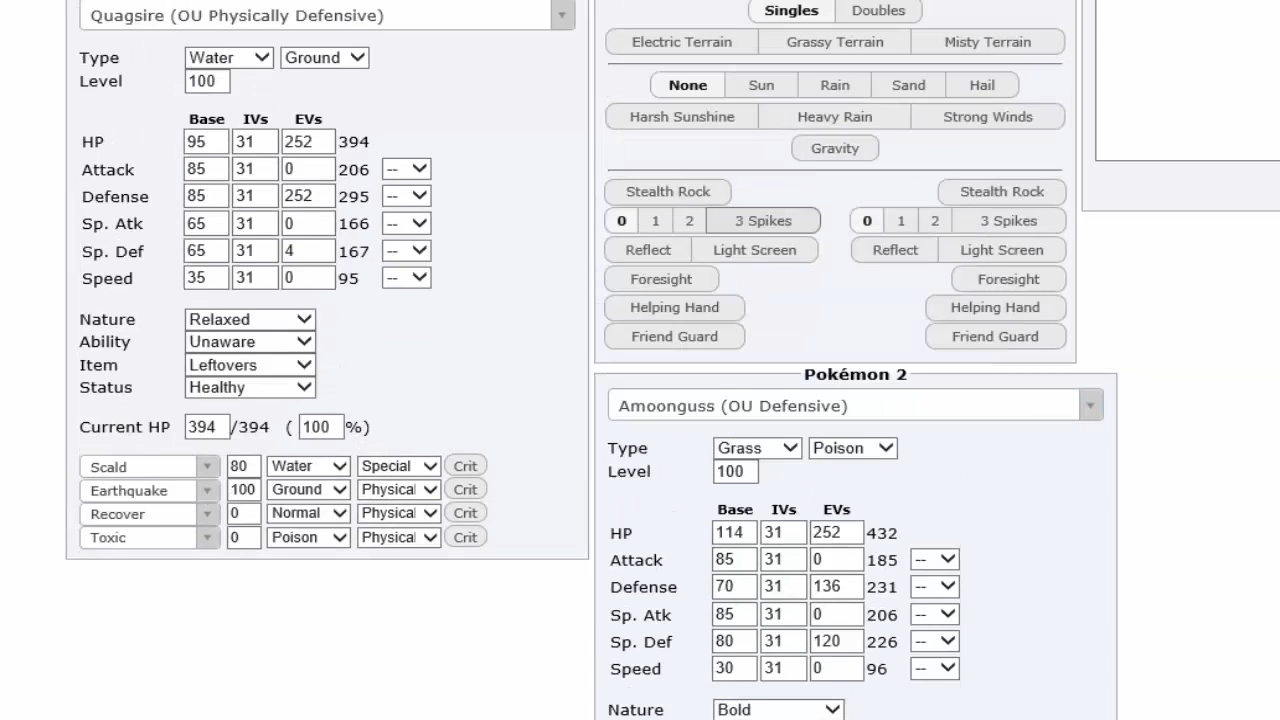 Quagsire (OU Physically Defensive)
Type Water Ground
Level 100
Base IVs EVs
HP 95 31 252 394
Attack 85 31 0 206 --
Defense 85 31 252 295 --
Sp. Atk 65 31 0 166 --
Sp. Def 65 31 4 167 --
Speed 35 31 0 95 --
Nature Relaxed
Ability Unaware
Item Leftovers
Status Healthy
Current HP 394 /394 ( 100 %)
Scald 80 Water Special Crit
Earthquake 100 Ground Physical Crit
Recover 0 Normal Physical Crit
Toxic 0 Poison Physical Crit
Singles Doubles
Electric Terrain Grassy Terrain Misty Terrain
None Sun Rain Sand Hail
Harsh Sunshine Heavy Rain Strong Winds
Gravity
Stealth Rock Stealth Rock
0 1 2 3 Spikes 0 1 2 3 Spikes
Reflect Light Screen Reflect Light Screen
Foresight Foresight
Helping Hand Helping Hand
Friend Guard Friend Guard
Pokémon 2
Amoonguss (OU Defensive)
Type Grass Poison
Level 100
Base IVs EVs
HP 114 31 252 432
Attack 85 31 0 185 --
Defense 70 31 136 231 --
Sp. Atk 85 31 0 206 --
Sp. Def 80 31 120 226 --
Speed 30 31 0 96 --
Nature Bold